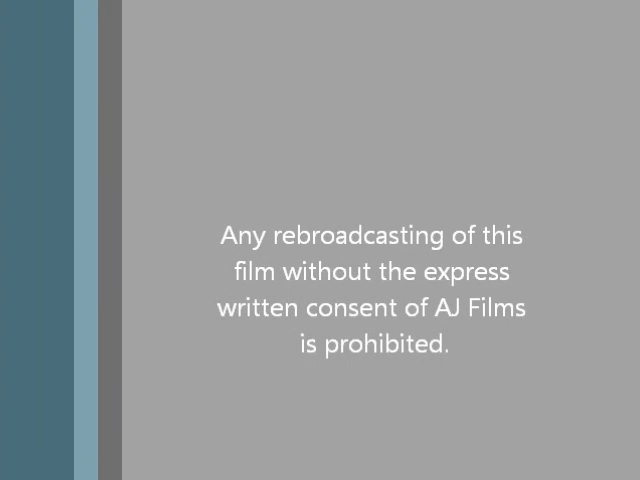 Any rebroadcasting of this
film without the express
written consent of AJ Films
is prohibited.